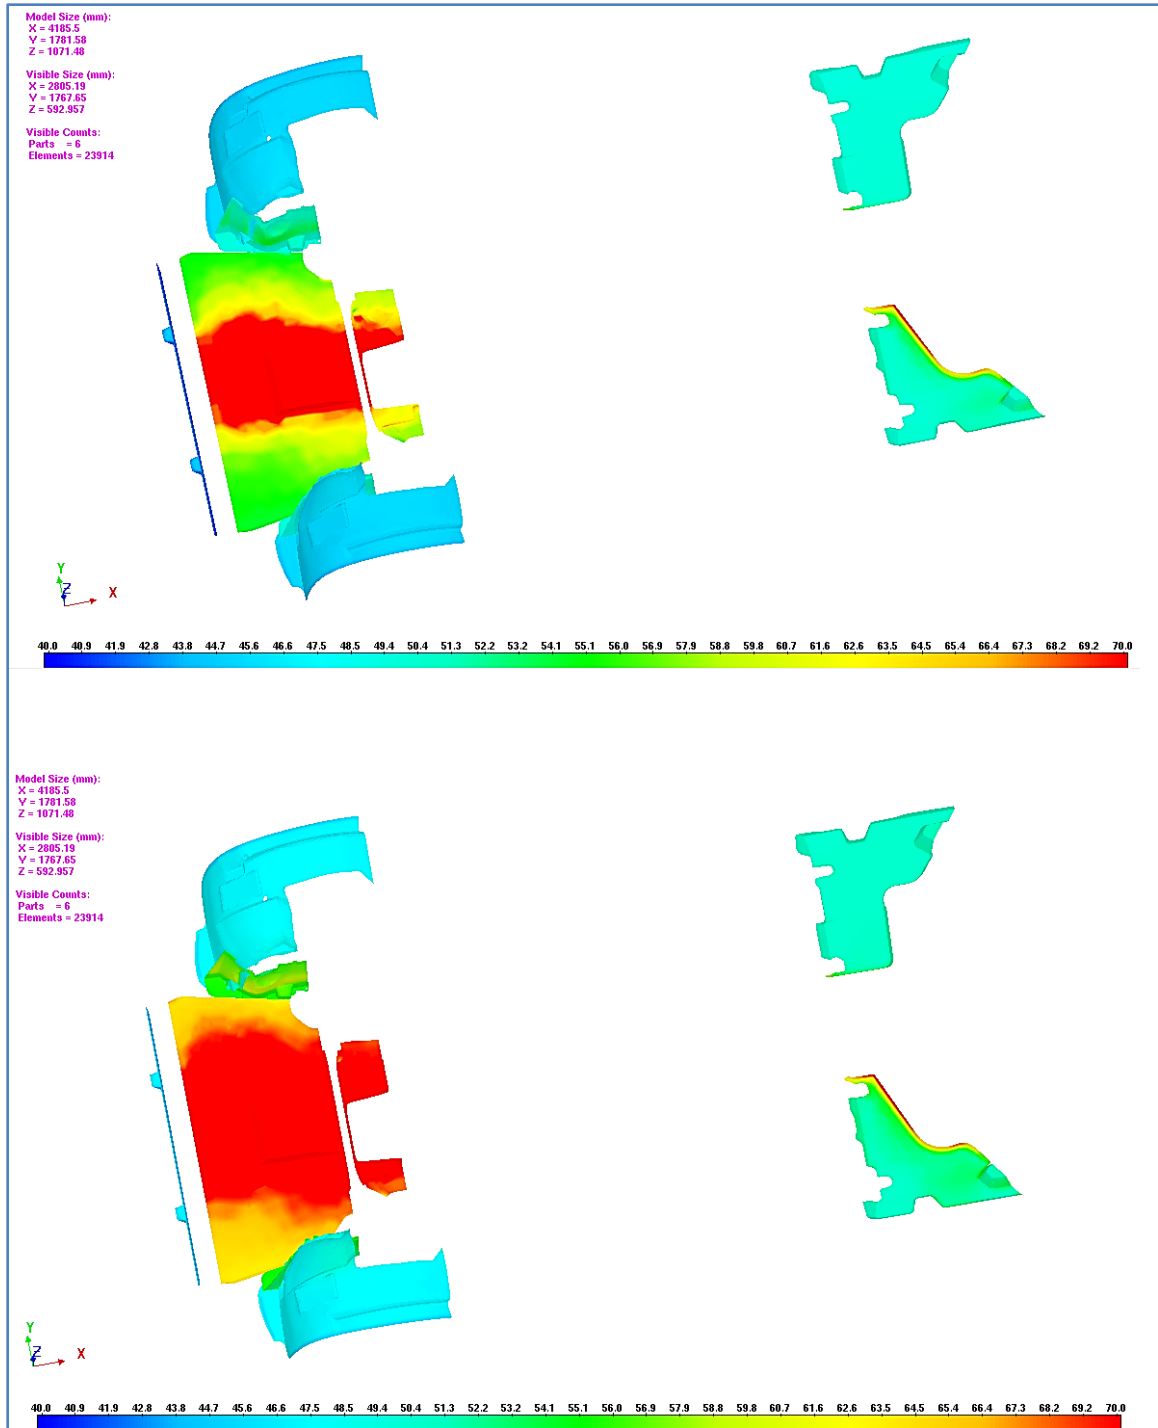 Model Size (mm):
X = 4185.5
Y = 1781.58
Z = 1071.48
Visible Size (mm):
X = 2805.19
Y = 1767.65
Z = 592.957
Visible Counts:
Parts = 6
Elements = 23914
Y
Z
X
40.0 40.9 41.9 42.8 43.8 44.7 45.6 46.6 47.5 48.5 49.4 50.4 51.3 52.2 53.2 54.1 55.1 56.0 56.9 57.9 58.8 59.8 60.7 61.6 62.6 63.5 64.5 65.4 66.4 67.3 68.2 69.2 70.0
Model Size (mm):
X = 4185.5
Y = 1781.58
Z = 1071.48
Visible Size (mm):
X = 2805.19
Y = 1767.65
Z = 592.957
Visible Counts:
Parts = 6
Elements = 23914
Y
Z
X
40.0 40.9 41.9 42.8 43.8 44.7 45.6 46.6 47.5 48.5 49.4 50.4 51.3 52.2 53.2 54.1 55.1 56.0 56.9 57.9 58.8 59.8 60.7 61.6 62.6 63.5 64.5 65.4 66.4 67.3 68.2 69.2 70.0